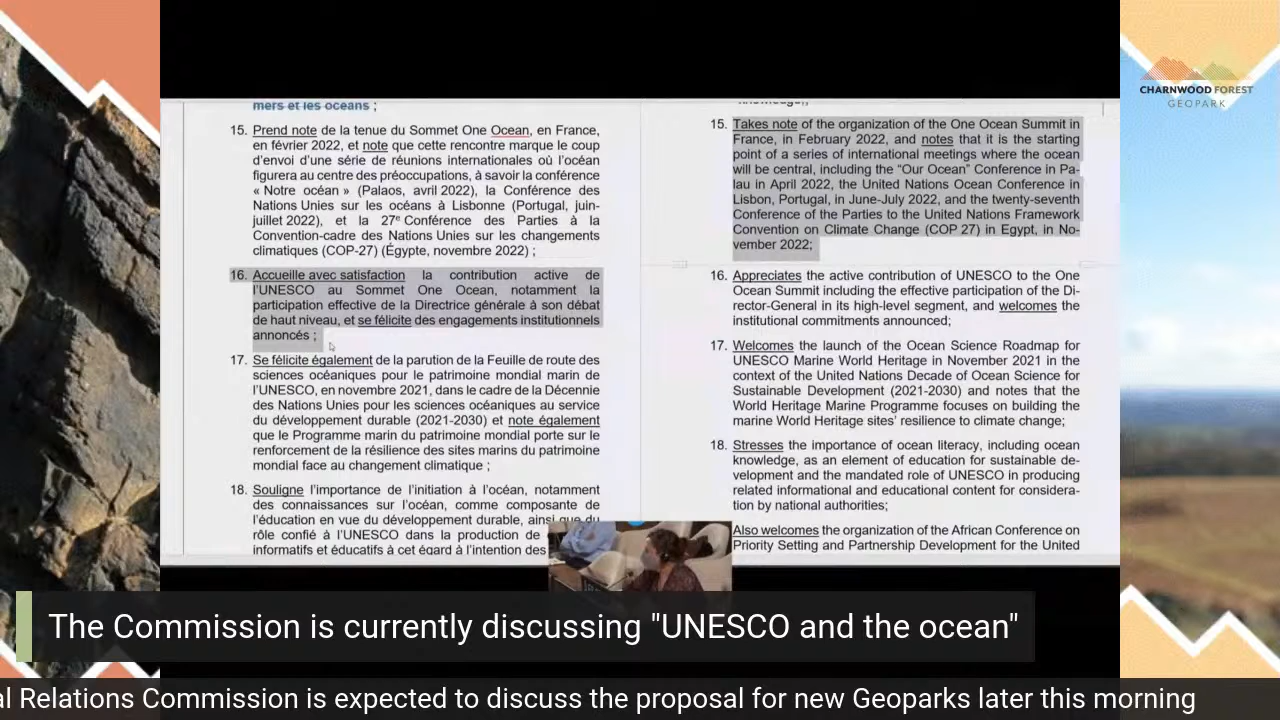 mers et les oceans ;
15. Prend note de la tenue du Sommet One Ocean, en France,
en février 2022, et note que cette rencontre marque le coup
d'envoi d'une série de réunions internationales où l'océan
figurera au centre des préoccupations, à savoir la conférence
« Notre océan » (Palaos, avril 2022), la Conférence des
Nations Unies sur les océans à Lisbonne (Portugal, juin-
juillet 2022), et la 27e Conférence des Parties à la
Convention-cadre des Nations Unies sur les changements
climatiques (COP-27) (Égypte, novembre 2022) ;
16. Accueille avec satisfaction la contribution active de
l'UNESCO au Sommet One Ocean, notamment la
participation effective de la Directrice générale à son débat
de haut niveau, et se félicite des engagements institutionnels
annoncés ;
17. Se félicite également de la parution de la Feuille de route des
sciences océaniques pour le patrimoine mondial marin de
l'UNESCO, en novembre 2021, dans le cadre de la Décennie
des Nations Unies pour les sciences océaniques au service
du développement durable (2021-2030) et note également
que le Programme marin du patrimoine mondial porte sur le
renforcement de la résilience des sites marins du patrimoine
mondial face au changement climatique ;
18. Souligne l'importance de l'initiation à l'océan, notamment
des connaissances sur l'océan, comme composante de
l'éducation en vue du développement durable, ainsi que du
rôle confié à l'UNESCO dans la production de
informatifs et éducatifs à cet égard à l'intention des
knowledge,;
15. Takes note of the organization of the One Ocean Summit in
France, in February 2022, and notes that it is the starting
point of a series of international meetings where the ocean
will be central, including the “Our Ocean” Conference in Pa-
lau in April 2022, the United Nations Ocean Conference in
Lisbon, Portugal, in June-July 2022, and the twenty-seventh
Conference of the Parties to the United Nations Framework
Convention on Climate Change (COP 27) in Egypt, in No-
vember 2022;
16. Appreciates the active contribution of UNESCO to the One
Ocean Summit including the effective participation of the Di-
rector-General in its high-level segment, and welcomes the
institutional commitments announced;
17. Welcomes the launch of the Ocean Science Roadmap for
UNESCO Marine World Heritage in November 2021 in the
context of the United Nations Decade of Ocean Science for
Sustainable Development (2021-2030) and notes that the
World Heritage Marine Programme focuses on building the
marine World Heritage sites' resilience to climate change;
18. Stresses the importance of ocean literacy, including ocean
knowledge, as an element of education for sustainable de-
velopment and the mandated role of UNESCO in producing
related informational and educational content for considera-
tion by national authorities;
Also welcomes the organization of the African Conference on
Priority Setting and Partnership Development for the United
CHARNWOOD FOREST
GEOPARK
The Commission is currently discussing "UNESCO and the ocean"
al Relations Commission is expected to discuss the proposal for new Geoparks later this morning